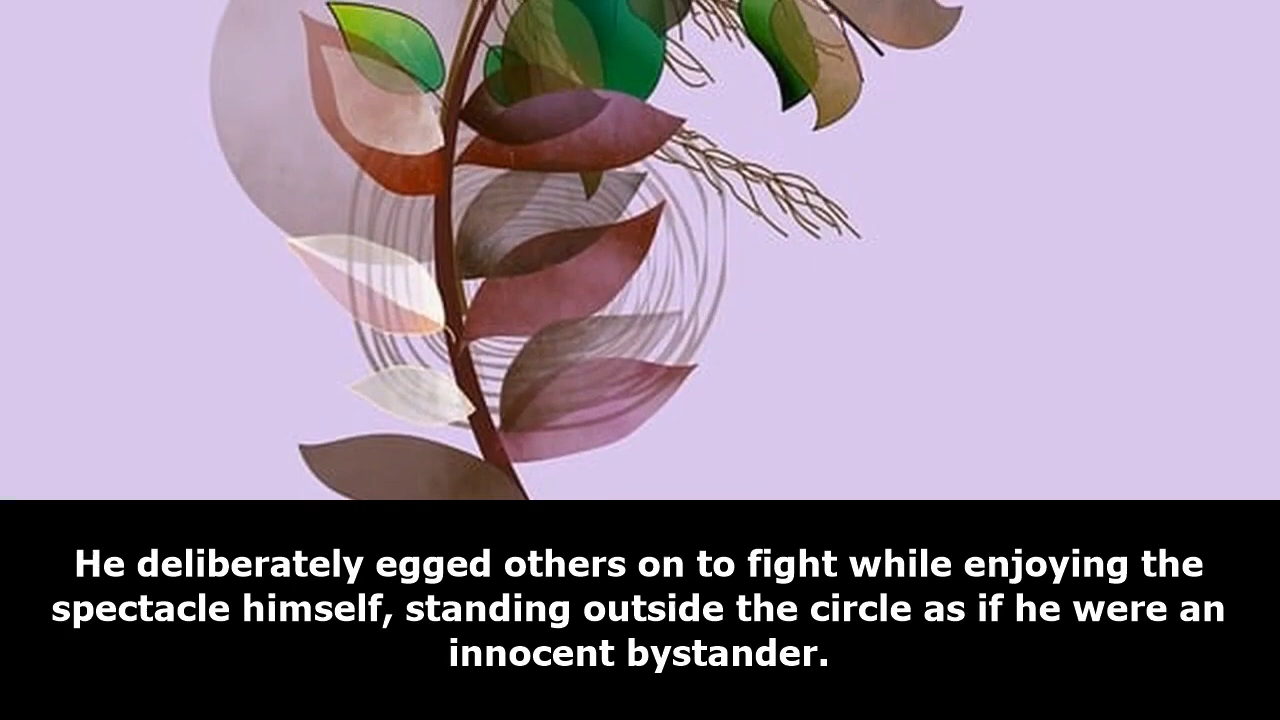 He deliberately egged others on to fight while enjoying the
spectacle himself, standing outside the circle as if he were an
innocent bystander.